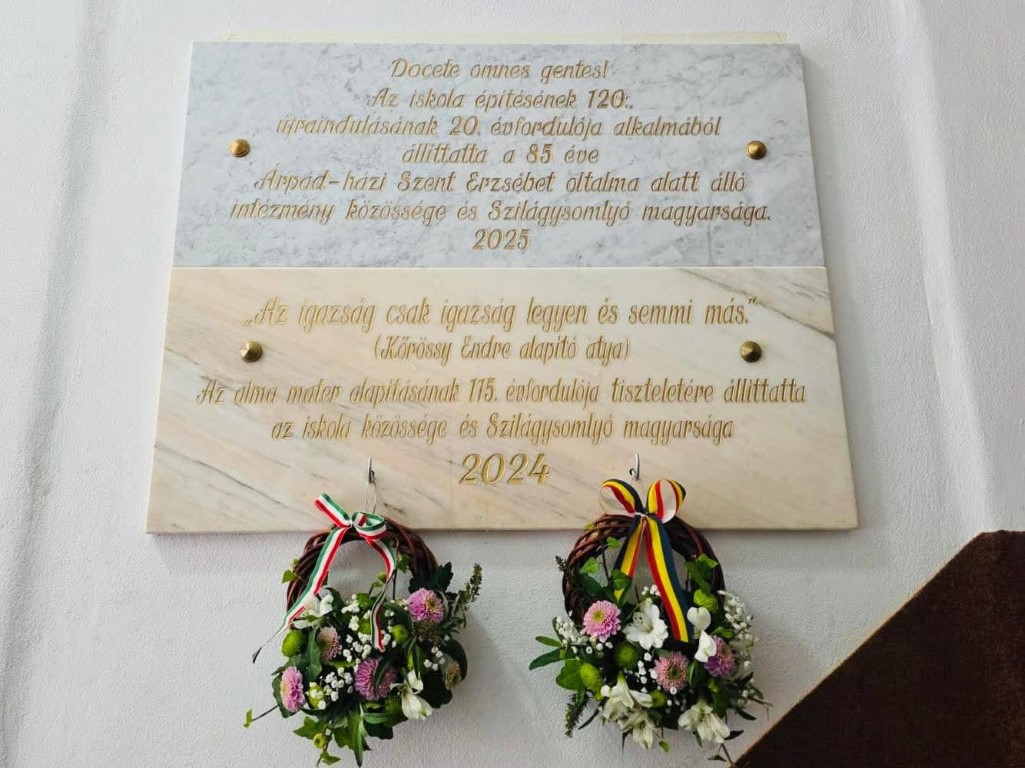 Docete omnes gentes!
Az iskola építésének 120.,
újraindulásának 20. évfordulója alkalmából
állíttatta a 85 éve
Árpád-házi Szent Erzsébet oltalma alatt álló
intézmény közössége és Szilágysomlyó magyarsága.
2025
„Az igazság csak igazság legyen és semmi más.”
(Kőrössy Endre alapító atya)
Az alma mater alapításának 115. évfordulója tiszteletére állíttatta
az iskola közössége és Szilágysomlyó magyarsága
2024